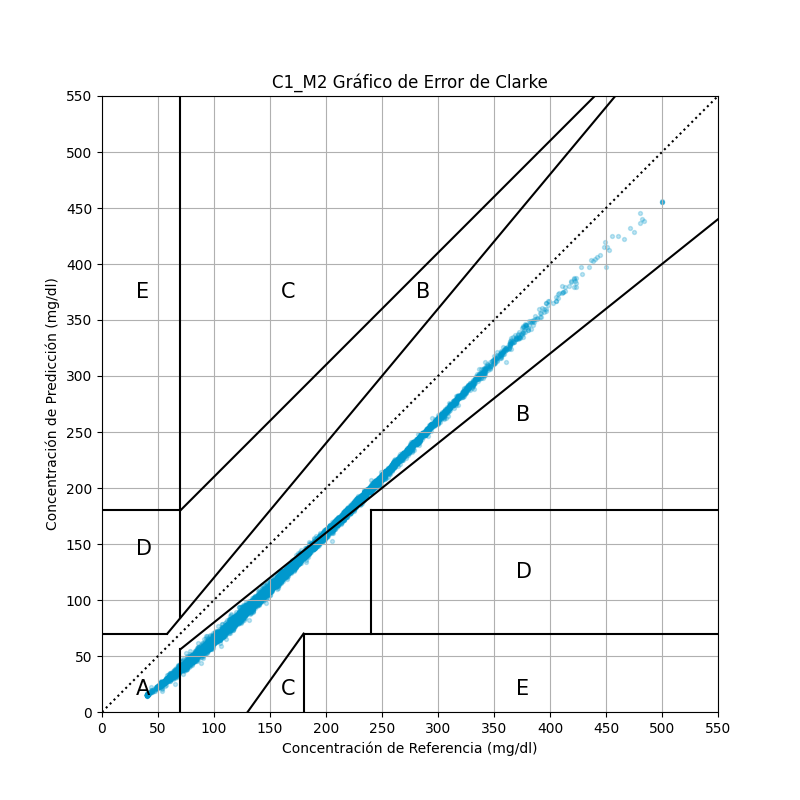 C1_M2 Gráfico de Error de Clarke
Concentración de Predicción (mg/dl)
550
500
450
400
350
300
250
200
150
100
50
0
E
C
B
B
D
D
A
C
E
0 50 100 150 200 250 300 350 400 450 500 550
Concentración de Referencia (mg/dl)